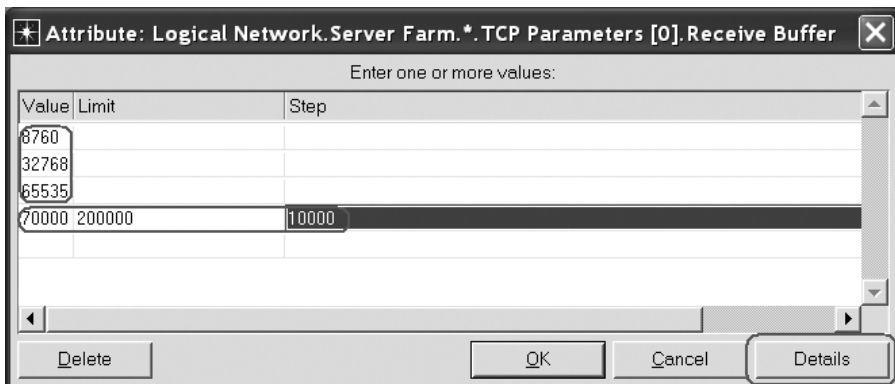 Attribute: Logical Network.Server Farm.*.TCP Parameters [0].Receive Buffer
Enter one or more values:
Value Limit Step
8760
32768
65535
70000 200000 10000
Delete OK Cancel Details